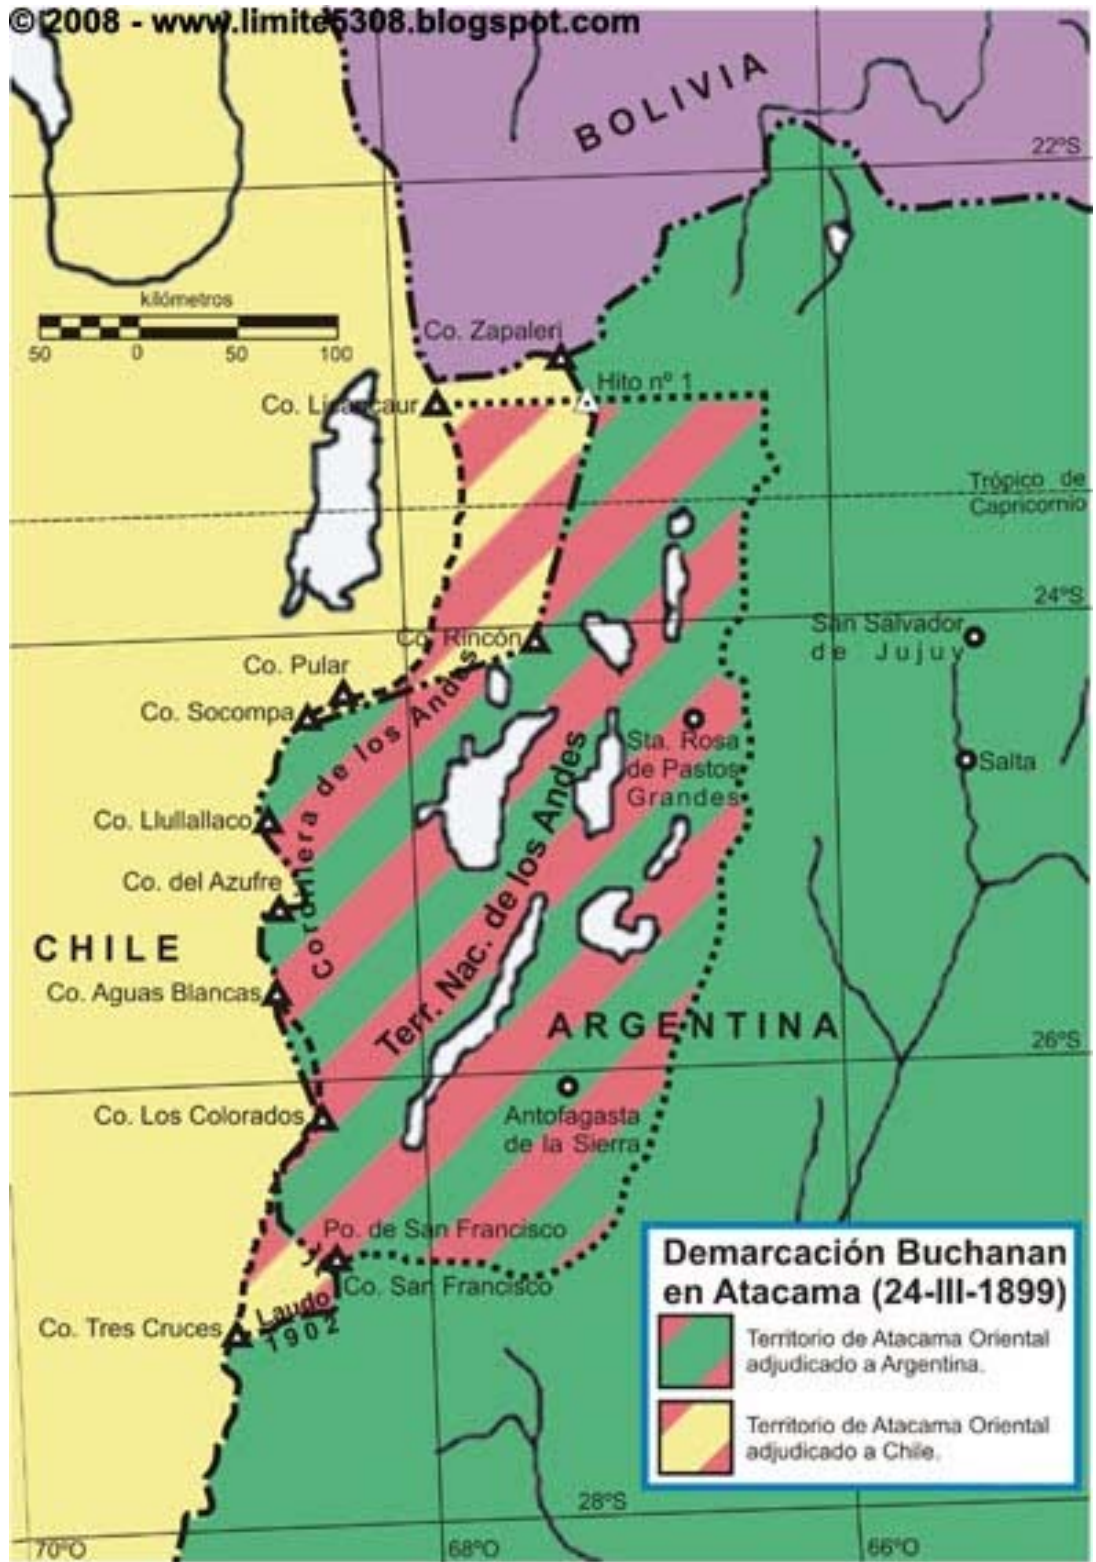 © 2008 - www.limite5308.blogspot.com
BOLIVIA
22ºS
kilómetros
50 0 50 100
Co. Zapaleri
Hito nº 1
Co. Licancaur
Trópico de
Capricornio
24ºS
San Salvador
de Jujuy
Co. Rincón
Co. Pular
Co. Socompa
Sta. Rosa
de Pastos
Grandes
Salta
Cordillera de los Andes
Co. Llullallaco
Co. del Azufre
Terr. Nac. de los Andes
CHILE
Co. Aguas Blancas
ARGENTINA
26ºS
Co. Los Colorados
Antofagasta
de la Sierra
Po. de San Francisco
Co. San Francisco
Laudo
1902
Co. Tres Cruces
Demarcación Buchanan
en Atacama (24-III-1899)
Territorio de Atacama Oriental
adjudicado a Argentina.
Territorio de Atacama Oriental
adjudicado a Chile.
28ºS
70ºO
68ºO
66ºO